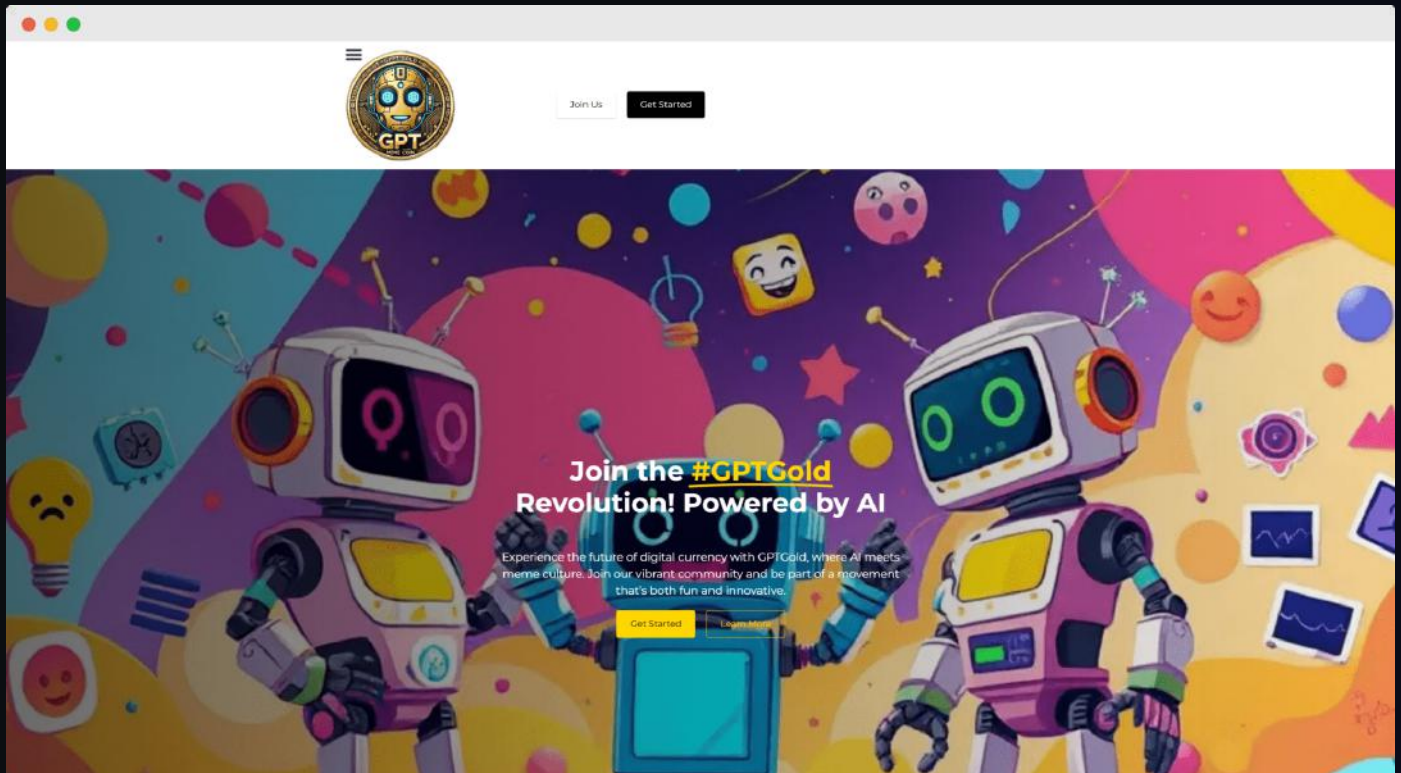 GPT
MEME COIN
Join Us
Get Started
Join the #GPTGold
Revolution! Powered by AI
Experience the future of digital currency with GPTGold, where AI meets
meme culture. Join our vibrant community and be part of a movement
that's both fun and innovative.
Get Started
Learn More